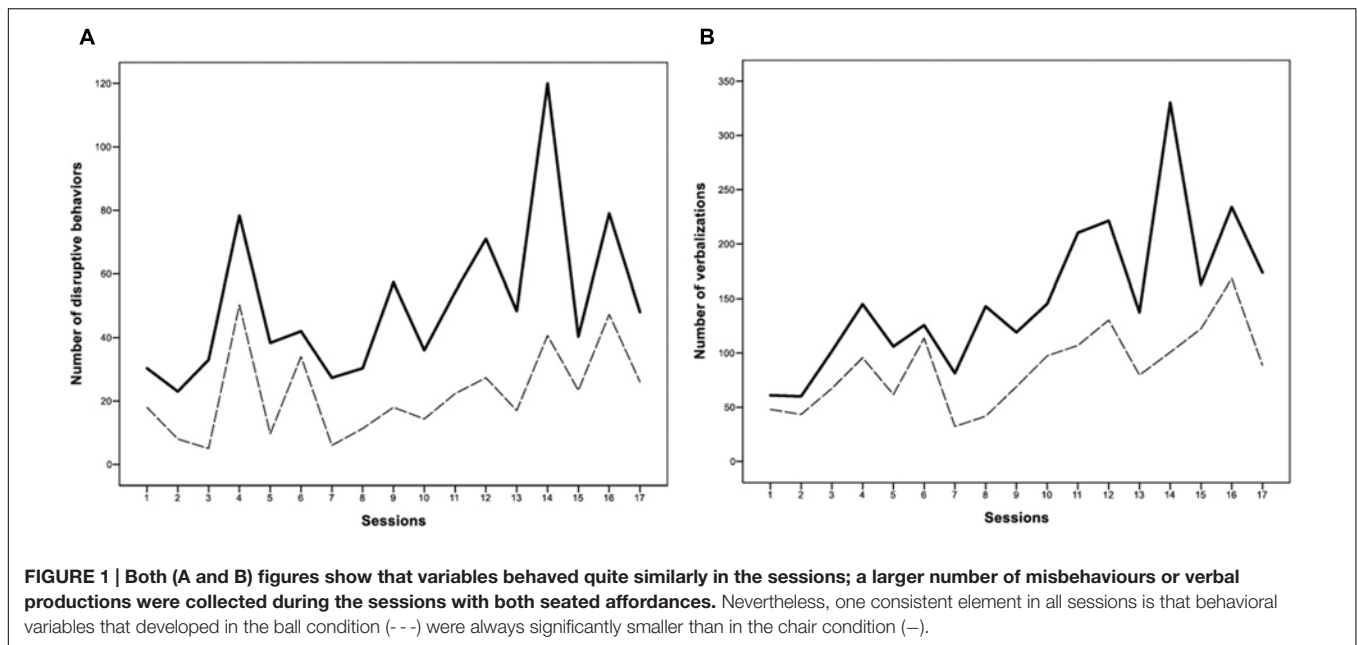 A
Number of disruptive behaviors
120
100
80
60
40
20
0
1 2 3 4 5 6 7 8 9 10 11 12 13 14 15 16 17
Sessions
B
Number of verbalizations
350
300
250
200
150
100
50
0
1 2 3 4 5 6 7 8 9 10 11 12 13 14 15 16 17
Sessions
FIGURE 1 | Both (A and B) figures show that variables behaved quite similarly in the sessions; a larger number of misbehaviours or verbal
productions were collected during the sessions with both seated affordances. Nevertheless, one consistent element in all sessions is that behavioral
variables that developed in the ball condition (- - -) were always significantly smaller than in the chair condition (—).